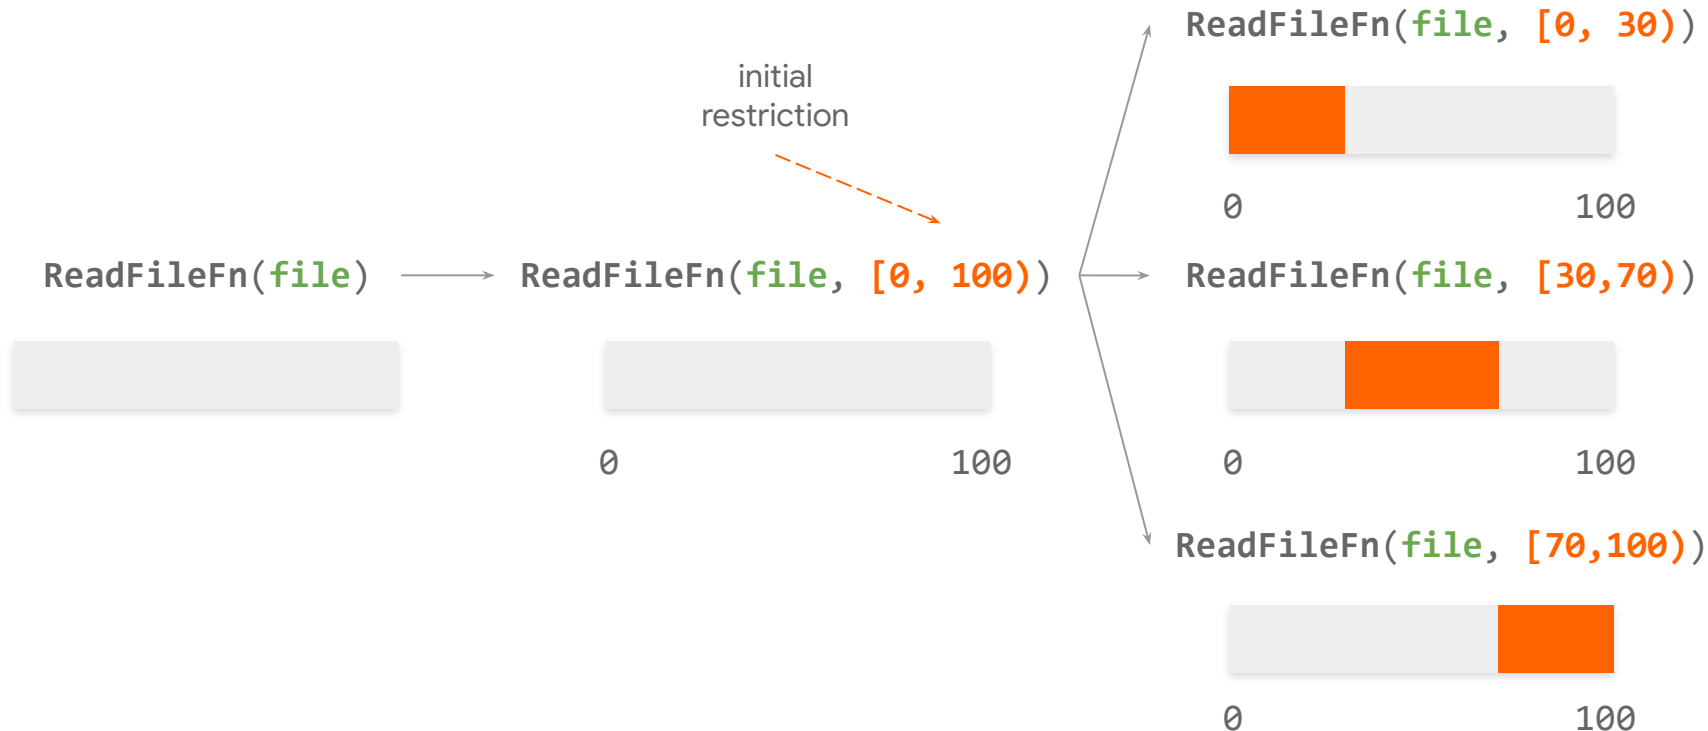 ReadFileFn(file)
initial
restriction
ReadFileFn(file, [0, 100))
0 100
ReadFileFn(file, [0, 30))
0 100
ReadFileFn(file, [30,70))
0 100
ReadFileFn(file, [70,100))
0 100